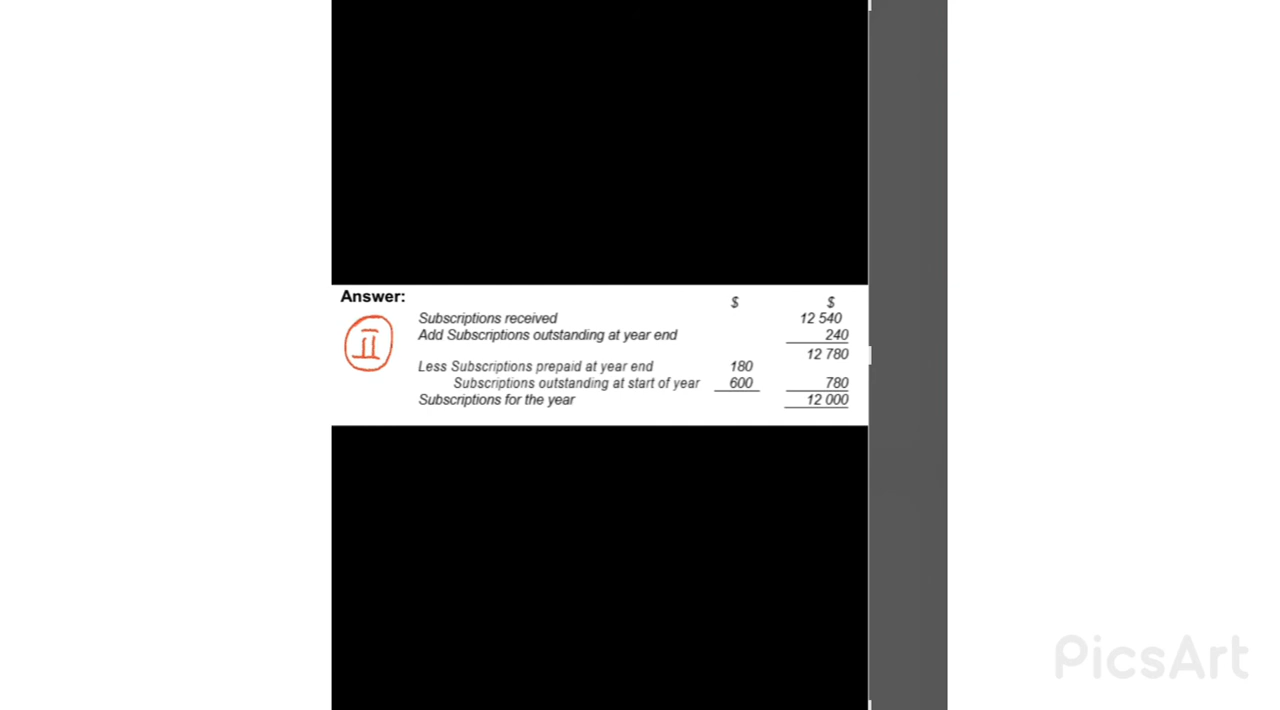 Answer:
$ $
II
Subscriptions received 12 540
Add Subscriptions outstanding at year end 240
12 780
Less Subscriptions prepaid at year end 180
Subscriptions outstanding at start of year 600 780
Subscriptions for the year 12 000
PicsArt